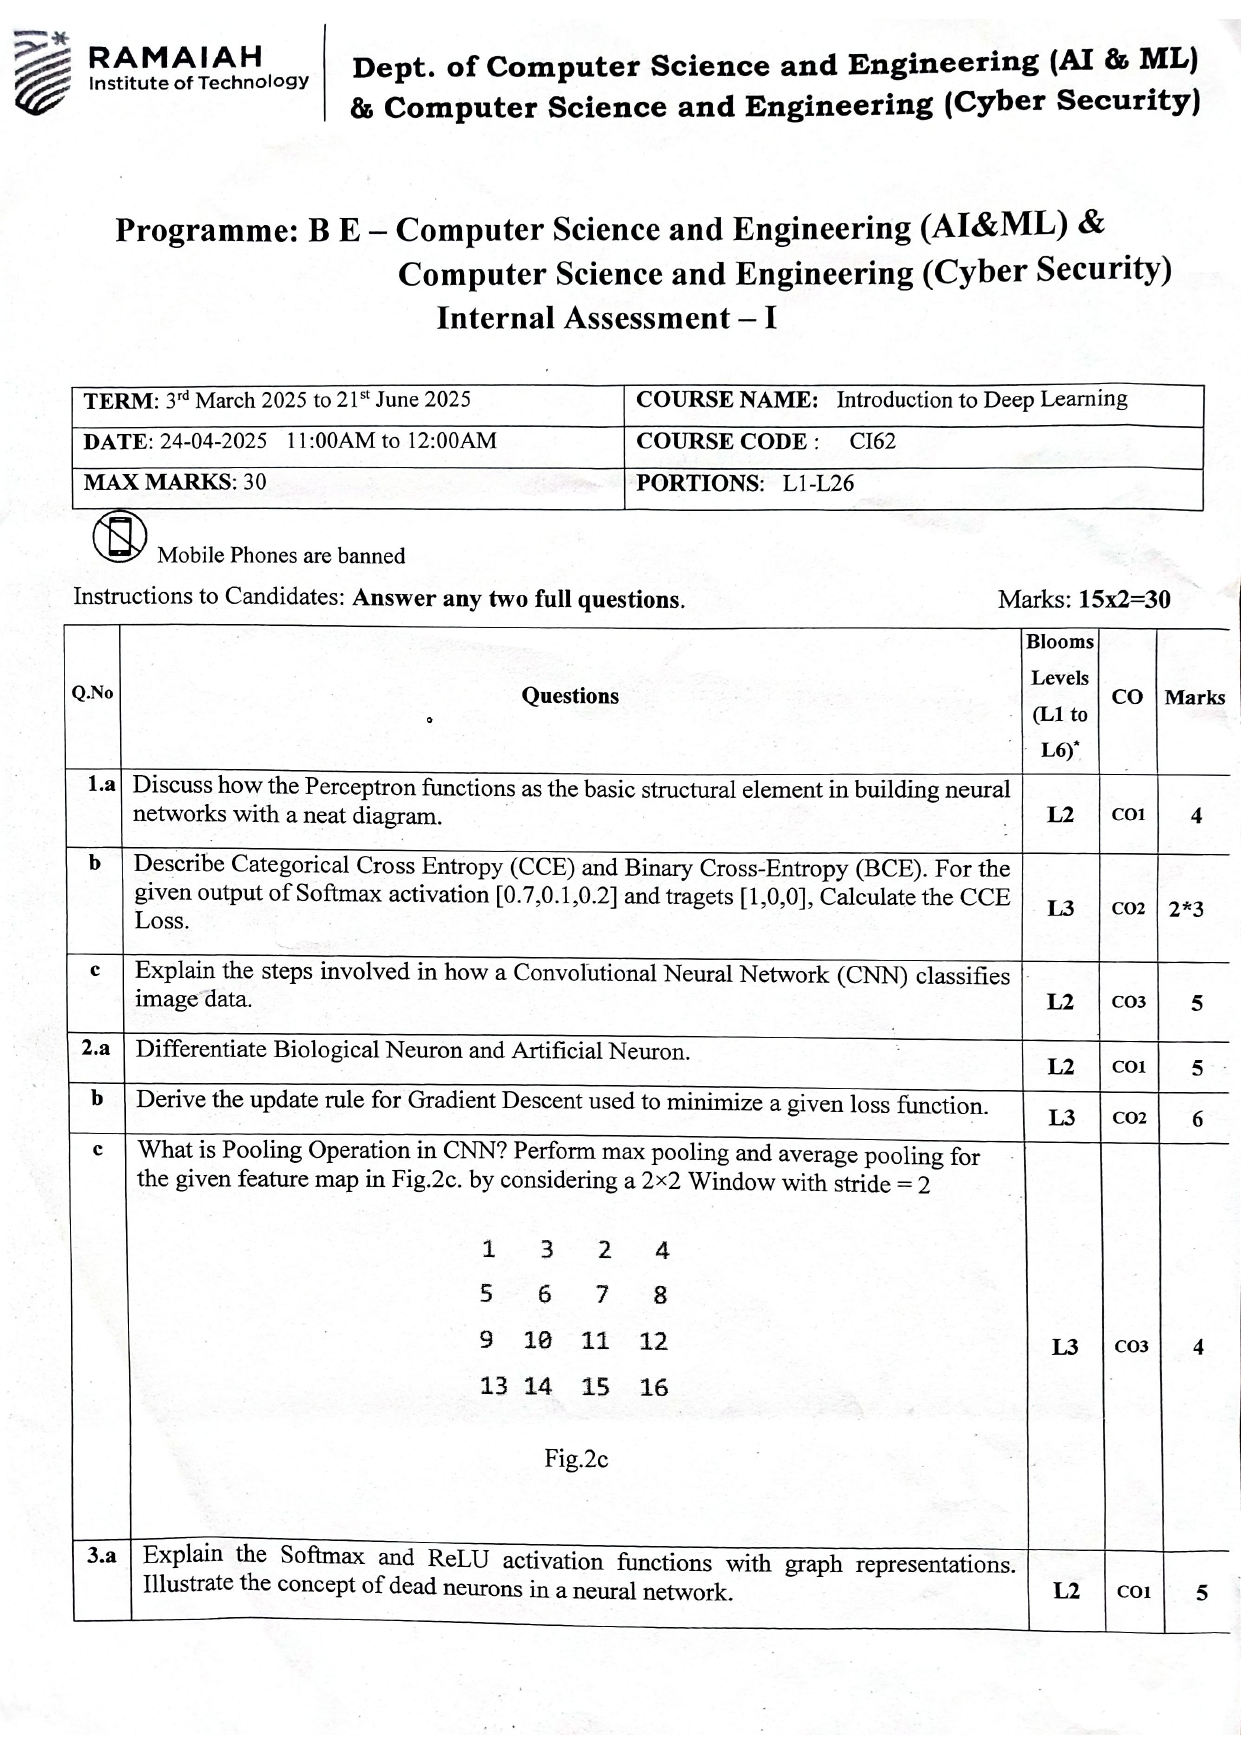 RAMAIAH
Institute of Technology
Dept. of Computer Science and Engineering (AI & ML)
& Computer Science and Engineering (Cyber Security)
Programme: B E – Computer Science and Engineering (AI&ML) &
Computer Science and Engineering (Cyber Security)
Internal Assessment – I
TERM: 3rd March 2025 to 21st June 2025 COURSE NAME: Introduction to Deep Learning
DATE: 24-04-2025 11:00AM to 12:00AM COURSE CODE : CI62
MAX MARKS: 30 PORTIONS: L1-L26
Mobile Phones are banned
Instructions to Candidates: Answer any two full questions. Marks: 15x2=30
Q.No Questions Blooms Levels (L1 to L6)* CO Marks
1.a Discuss how the Perceptron functions as the basic structural element in building neural
networks with a neat diagram. L2 CO1 4
b Describe Categorical Cross Entropy (CCE) and Binary Cross-Entropy (BCE). For the
given output of Softmax activation [0.7,0.1,0.2] and tragets [1,0,0], Calculate the CCE
Loss. L3 CO2 2*3
c Explain the steps involved in how a Convolutional Neural Network (CNN) classifies
image data. L2 CO3 5
2.a Differentiate Biological Neuron and Artificial Neuron. L2 CO1 5
b Derive the update rule for Gradient Descent used to minimize a given loss function. L3 CO2 6
c What is Pooling Operation in CNN? Perform max pooling and average pooling for
the given feature map in Fig.2c. by considering a 2×2 Window with stride = 2
1 3 2 4
5 6 7 8
9 10 11 12
13 14 15 16
L3 CO3 4
Fig.2c
3.a Explain the Softmax and ReLU activation functions with graph representations.
Illustrate the concept of dead neurons in a neural network. L2 CO1 5